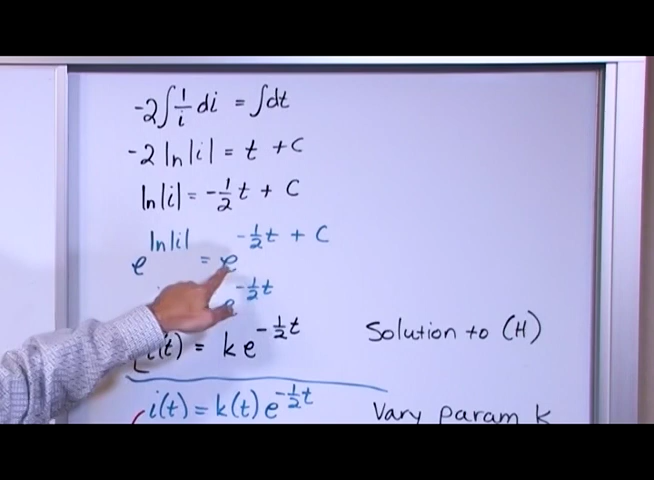 -2∫1/i di = ∫dt
-2 ln|i| = t + C
ln|i| = -1/2 t + C
e^(ln|i|) = e^(-1/2 t + C)
e^(-1/2 t)
i(t) = k e^(-1/2 t) Solution to (H)
i(t) = k(t) e^(-1/2 t) Vary param k